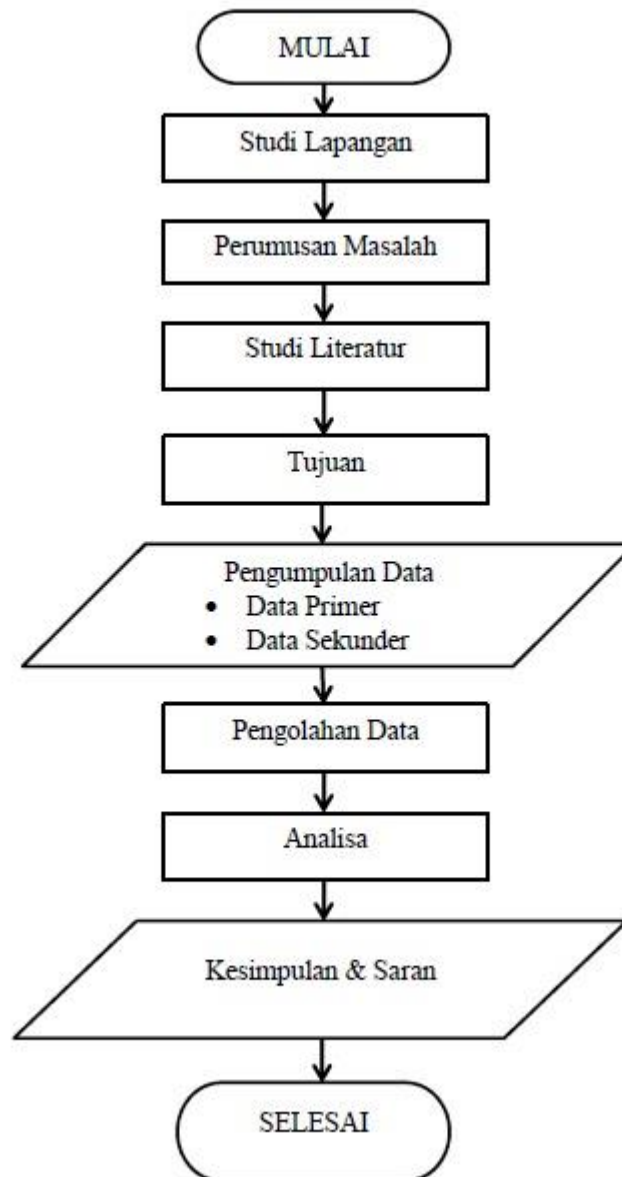 MULAI
Studi Lapangan
Perumusan Masalah
Studi Literatur
Tujuan
Pengumpulan Data
• Data Primer
• Data Sekunder
Pengolahan Data
Analisa
Kesimpulan & Saran
SELESAI